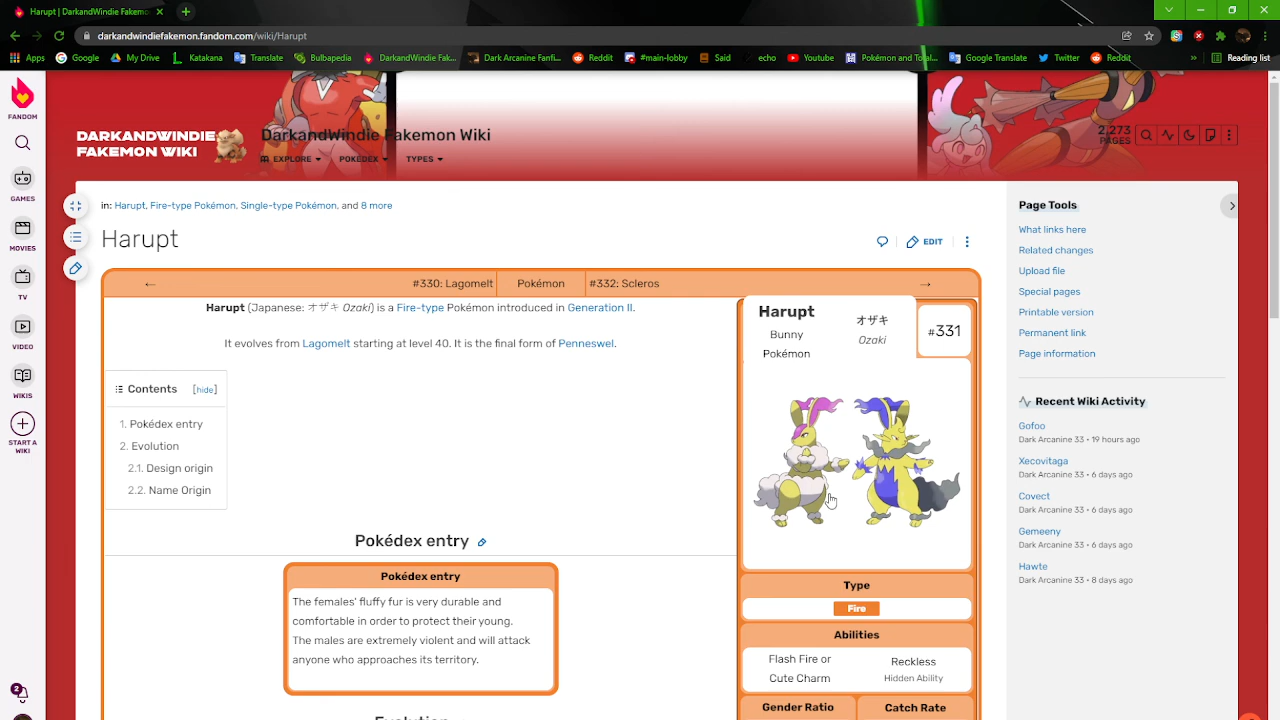 Harupt | DarkandWindie Fakemo
darkandwindiefakemon.fandom.com/wiki/Harupt
Apps Google My Drive Katakana Translate Bulbapedia DarkandWindie Fak... Dark Arcanine Fanfi... Reddit #main-lobby Said echo Youtube Pokémon and Total... Google Translate Twitter Reddit » Reading list
FANDOM
GAMES
MOVIES
TV
VIDEO
WIKIS
START A
WIKI
2
DARKANDWINDIE
FAKEMON WIKI
DarkandWindie Fakemon Wiki
EXPLORE POKEDEX TYPES
2,273
PAGES
in: Harupt, Fire-type Pokémon, Single-type Pokémon, and 8 more
Harupt
EDIT
← #330: Lagomelt Pokémon #332: Scleros →
Harupt (Japanese: オザキ Ozaki) is a Fire-type Pokémon introduced in Generation II.
It evolves from Lagomelt starting at level 40. It is the final form of Penneswel.
Contents [hide]
1. Pokédex entry
2. Evolution
2.1. Design origin
2.2. Name Origin
Pokédex entry
Pokédex entry
The females' fluffy fur is very durable and
comfortable in order to protect their young.
The males are extremely violent and will attack
anyone who approaches its territory.
Evolution
Harupt
Bunny
Pokémon
オザキ
Ozaki
#331
Type
Fire
Abilities
Flash Fire or
Cute Charm
Reckless
Hidden Ability
Gender Ratio Catch Rate
Page Tools
What links here
Related changes
Upload file
Special pages
Printable version
Permanent link
Page information
Recent Wiki Activity
Gofoo
Dark Arcanine 33 • 19 hours ago
Xecovitaga
Dark Arcanine 33 • 6 days ago
Covect
Dark Arcanine 33 • 6 days ago
Gemeeny
Dark Arcanine 33 • 6 days ago
Hawte
Dark Arcanine 33 • 8 days ago